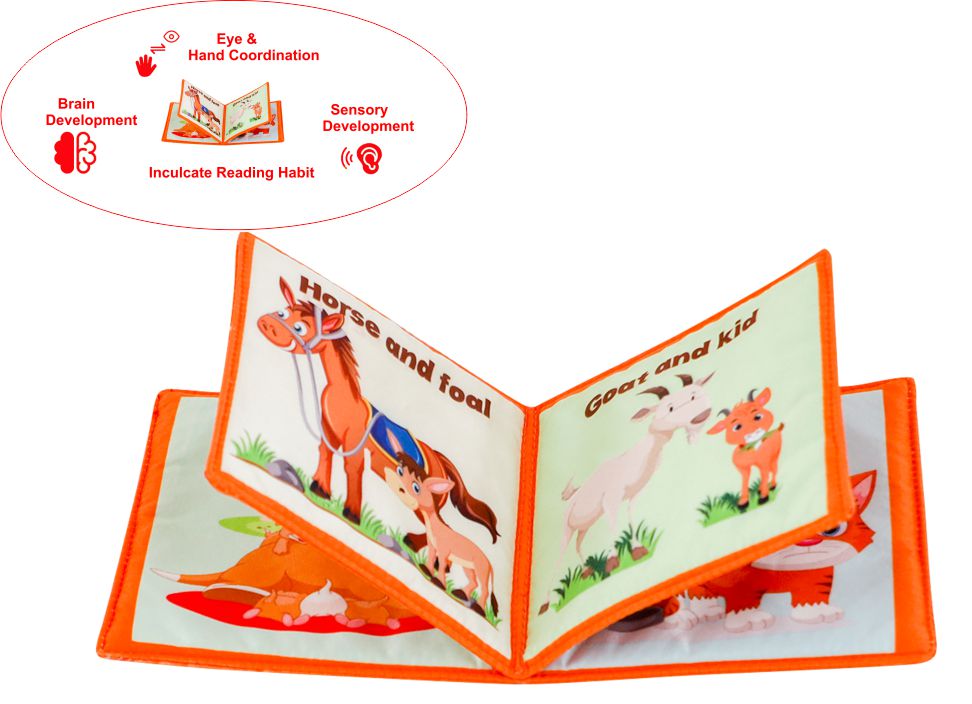 Eye &
Hand Coordination
Brain
Development
Sensory
Development
Inculcate Reading Habit
Horse and foal
Goat and kid